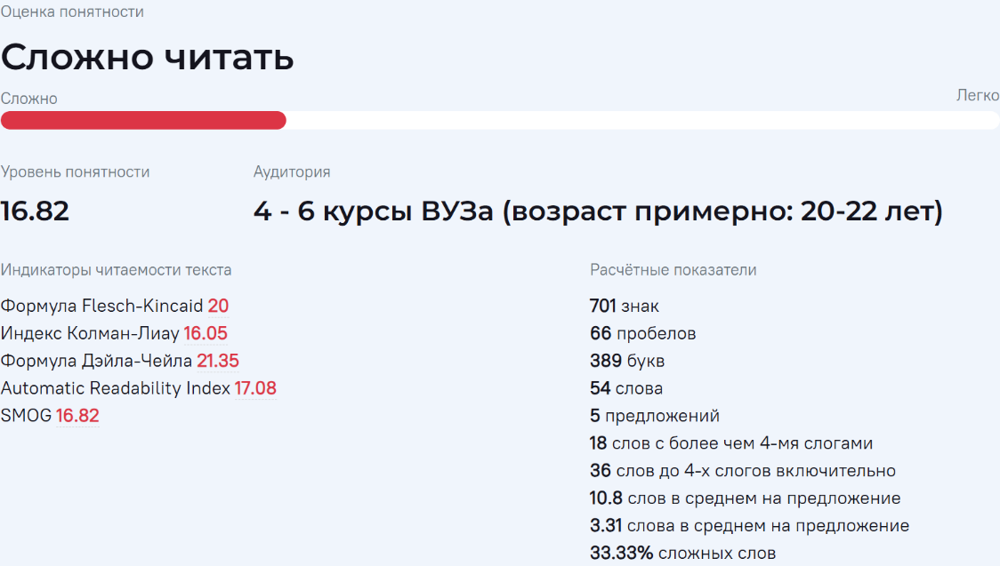 Оценка понятности
Сложно читать
Сложно Легко
Уровень понятности Аудитория
16.82 4 - 6 курсы ВУЗа (возраст примерно: 20-22 лет)
Индикаторы читаемости текста Расчётные показатели
Формула Flesch-Kincaid 20
Индекс Колман-Лиау 16.05
Формула Дэйла-Чейла 21.35
Automatic Readability Index 17.08
SMOG 16.82
701 знак
66 пробелов
389 букв
54 слова
5 предложений
18 слов с более чем 4-мя слогами
36 слов до 4-х слогов включительно
10.8 слов в среднем на предложение
3.31 слова в среднем на предложение
33.33% сложных слов